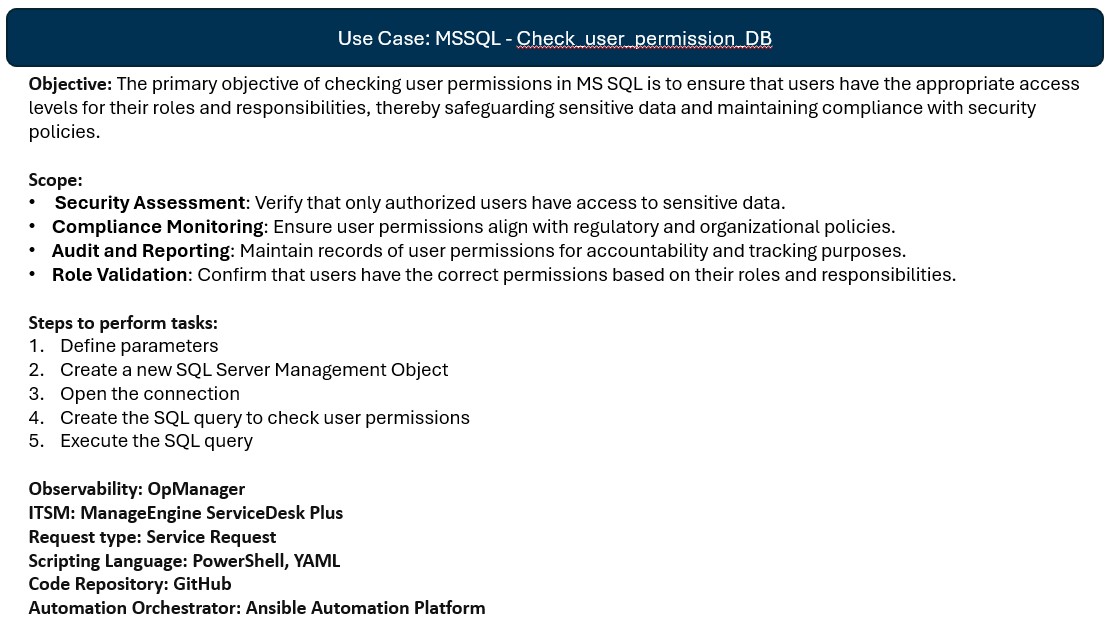 Use Case: MSSQL - Check_user_permission_DB
Objective: The primary objective of checking user permissions in MS SQL is to ensure that users have the appropriate access
levels for their roles and responsibilities, thereby safeguarding sensitive data and maintaining compliance with security
policies.
Scope:
• Security Assessment: Verify that only authorized users have access to sensitive data.
• Compliance Monitoring: Ensure user permissions align with regulatory and organizational policies.
• Audit and Reporting: Maintain records of user permissions for accountability and tracking purposes.
• Role Validation: Confirm that users have the correct permissions based on their roles and responsibilities.
Steps to perform tasks:
1. Define parameters
2. Create a new SQL Server Management Object
3. Open the connection
4. Create the SQL query to check user permissions
5. Execute the SQL query
Observability: OpManager
ITSM: ManageEngine ServiceDesk Plus
Request type: Service Request
Scripting Language: PowerShell, YAML
Code Repository: GitHub
Automation Orchestrator: Ansible Automation Platform